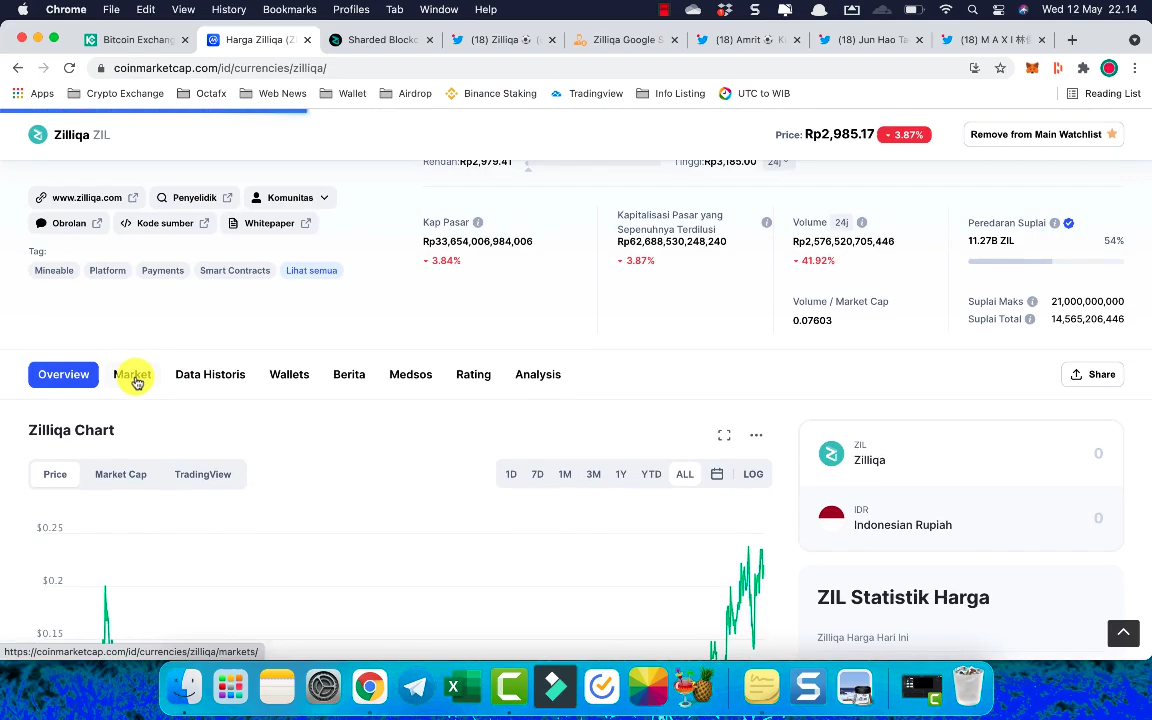 Chrome File Edit View History Bookmarks Profiles Tab Window Help Wed 12 May 22.14
Bitcoin Exchang Harga Zilliqa (Z Sharded Blockc (18) Zilliqa Zilliqa Google S (18) Amrit (18) Jun Hao Ta (18) M A X I 林
coinmarketcap.com/id/currencies/zilliqa/
Apps Crypto Exchange Octafx Web News Wallet Airdrop Binance Staking Tradingview Info Listing UTC to WIB Reading List
Zilliqa ZIL Price: Rp2,985.17 3.87% Remove from Main Watchlist
Rendah: Rp2,979.41 Tinggi: Rp3,185.00 24j
www.zilliqa.com Penyelidik Komunitas
Obrolan Kode sumber Whitepaper
Tag:
Mineable Platform Payments Smart Contracts Lihat semua
Kap Pasar
Rp33,654,006,984,006
3.84%
Kapitalisasi Pasar yang
Sepenuhnya Terdilusi
Rp62,688,530,248,240
3.87%
Volume 24j
Rp2,576,520,705,446
41.92%
Volume / Market Cap
0.07603
Peredaran Suplai
11.27B ZIL 54%
Suplai Maks 21,000,000,000
Suplai Total 14,565,206,446
Overview Market Data Historis Wallets Berita Medsos Rating Analysis Share
Zilliqa Chart
Price Market Cap TradingView 1D 7D 1M 3M 1Y YTD ALL LOG
$0.25
$0.2
$0.15
ZIL
Zilliqa 0
IDR
Indonesian Rupiah 0
ZIL Statistik Harga
Zilliqa Harga Hari Ini
https://coinmarketcap.com/id/currencies/zilliqa/markets/